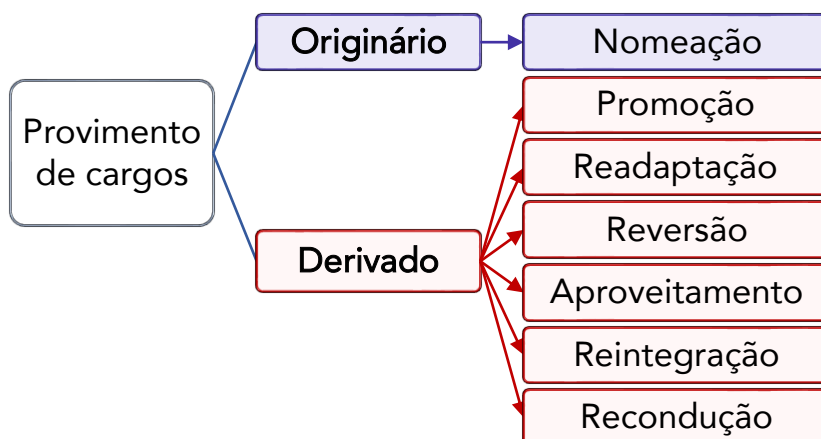 Originário
Nomeação
Provimento
de cargos
Promoção
Readaptação
Reversão
Derivado
Aproveitamento
Reintegração
Recondução